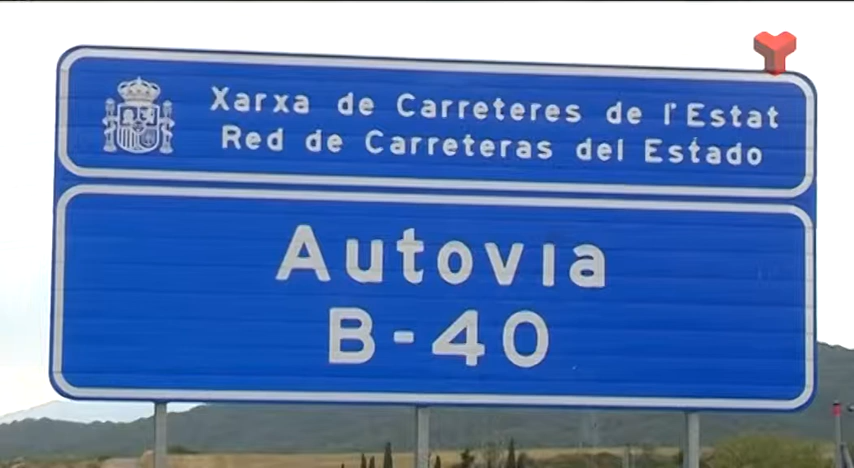 Xarxa de Carreteres de l'Estat
Red de Carreteras del Estado
Autovia
B-40